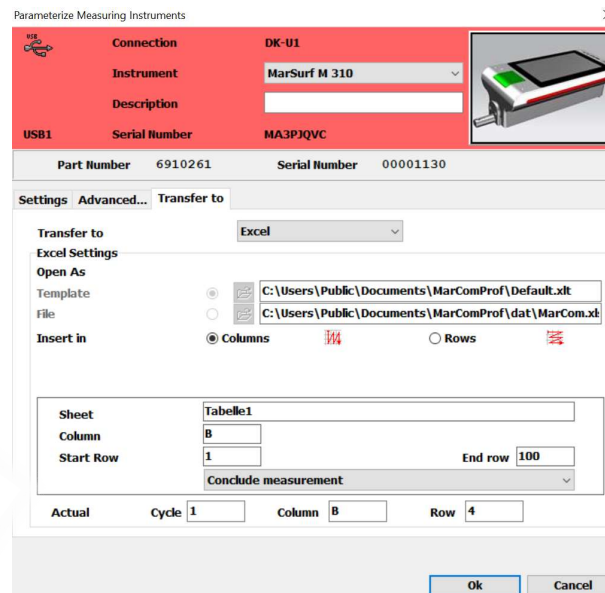 Parameterize Measuring Instruments
USB
Connection DK-U1
Instrument MarSurf M 310
Description
USB1 Serial Number MA3PJQVC
Part Number 6910261 Serial Number 00001130
Settings Advanced... Transfer to
Transfer to Excel
Excel Settings
Open As
Template C:\Users\Public\Documents\MarComProf\Default.xlt
File C:\Users\Public\Documents\MarComProf\dat\MarCom.xl
Insert in Columns Rows
Sheet Tabelle1
Column B
Start Row 1 End row 100
Conclude measurement
Actual Cycle 1 Column B Row 4
Ok Cancel